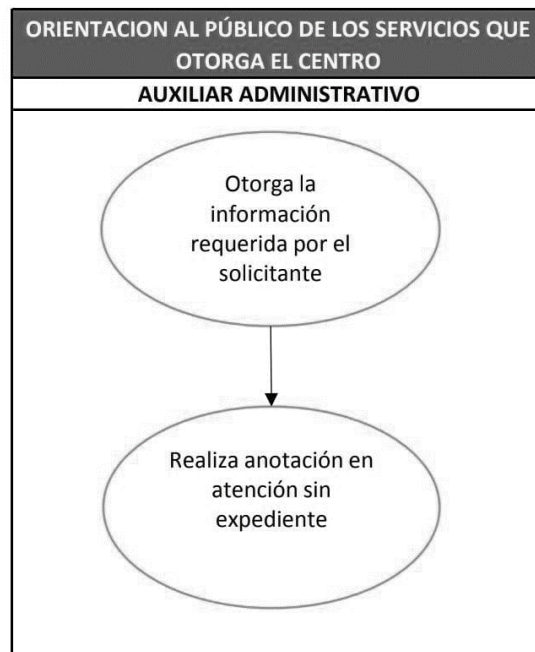 ORIENTACION AL PÚBLICO DE LOS SERVICIOS QUE
OTORGA EL CENTRO
AUXILIAR ADMINISTRATIVO
Otorga la
información
requerida por el
solicitante
Realiza anotación en
atención sin
expediente